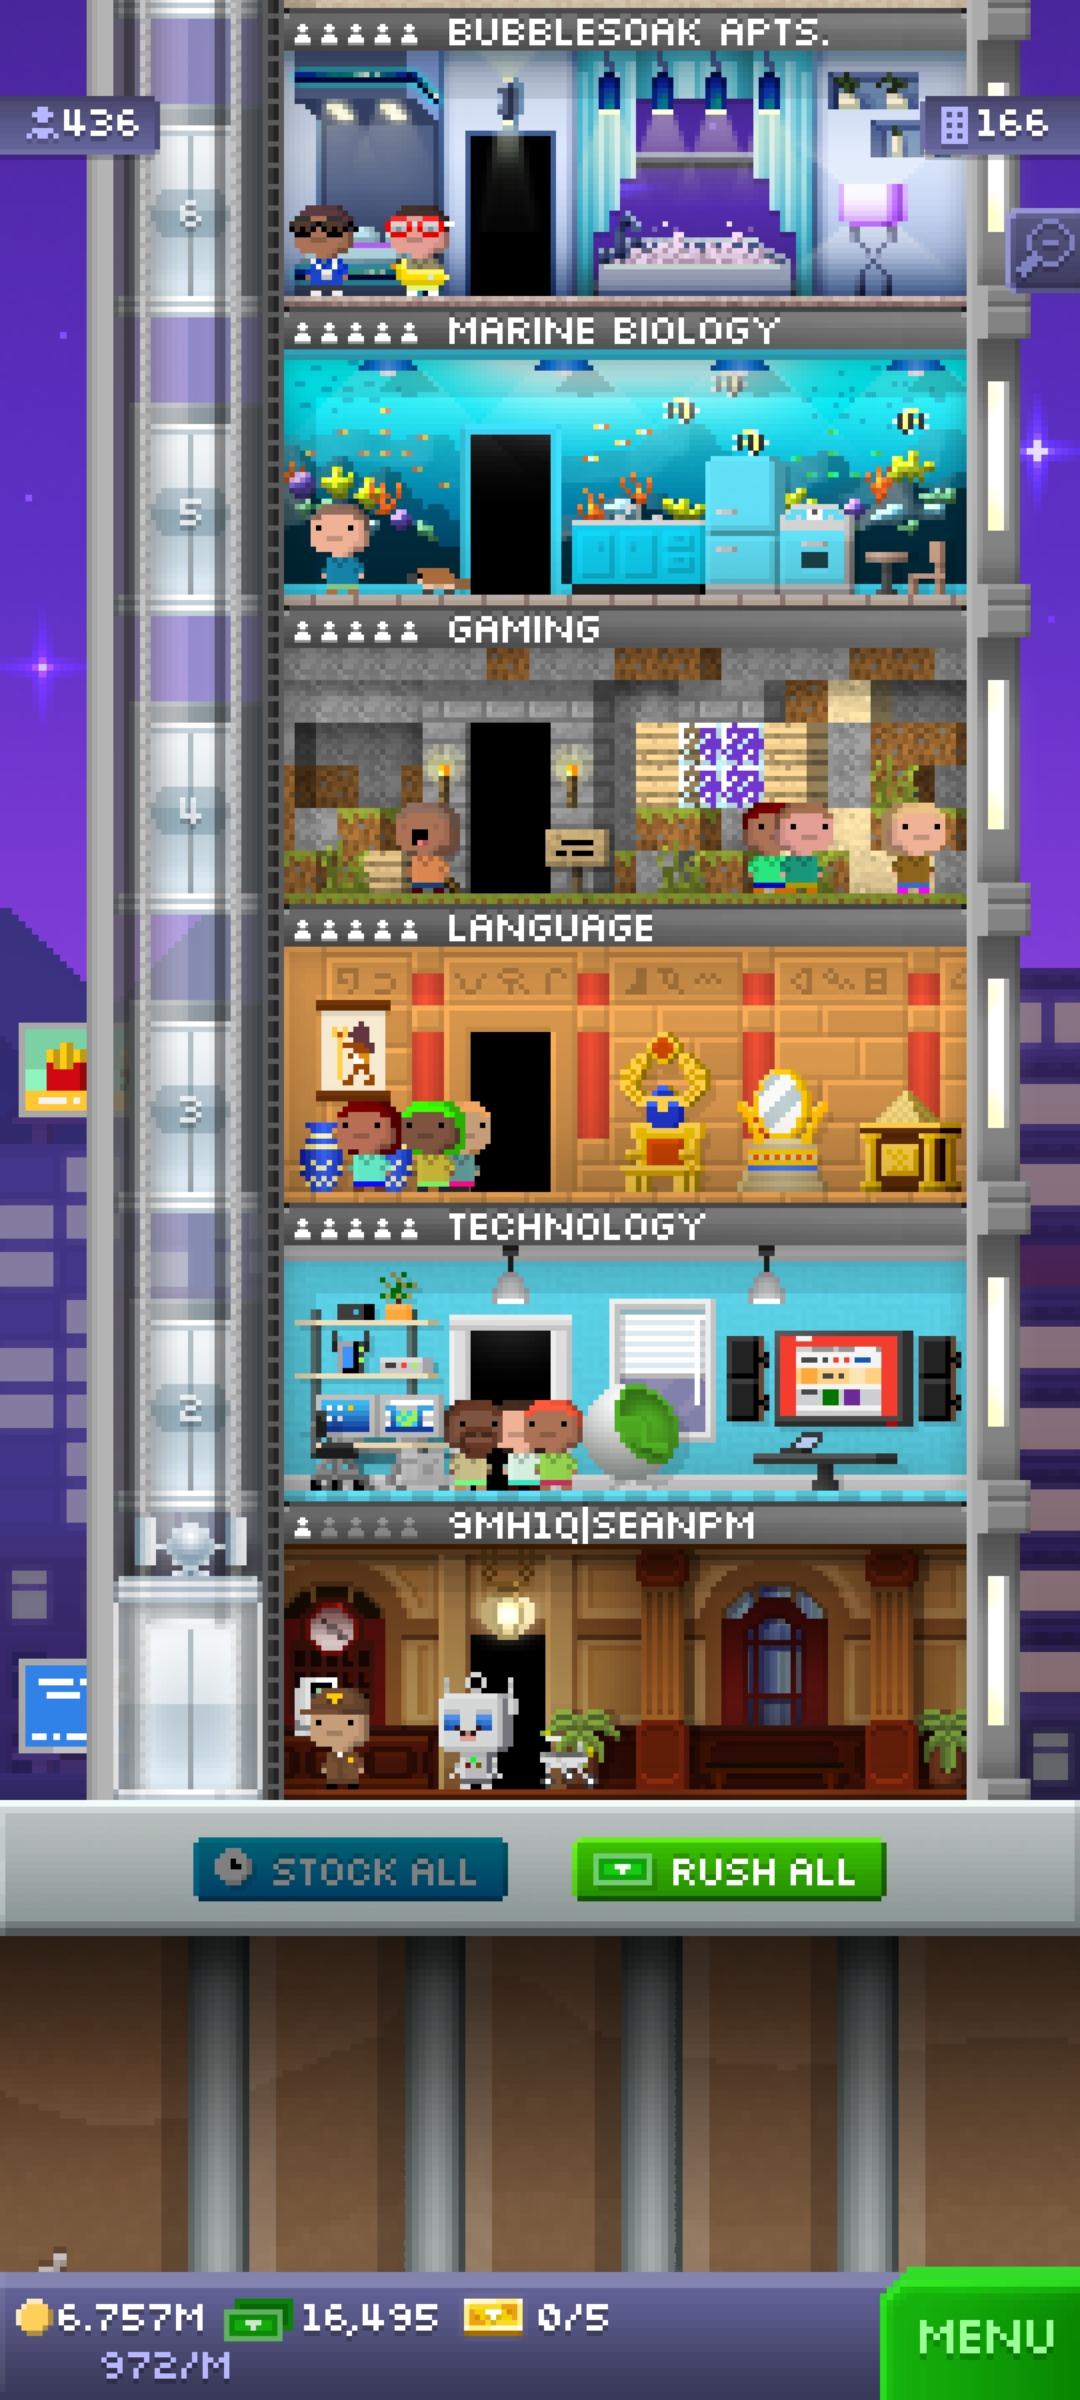 BUBBLESOAK APTS.
436
166
6
MARINE BIOLOGY
5
GAMING
4
LANGUAGE
3
TECHNOLOGY
2
9MH1Q|SEANPM
STOCK ALL
RUSH ALL
6.757M
16,495
0/5
972/M
MENU